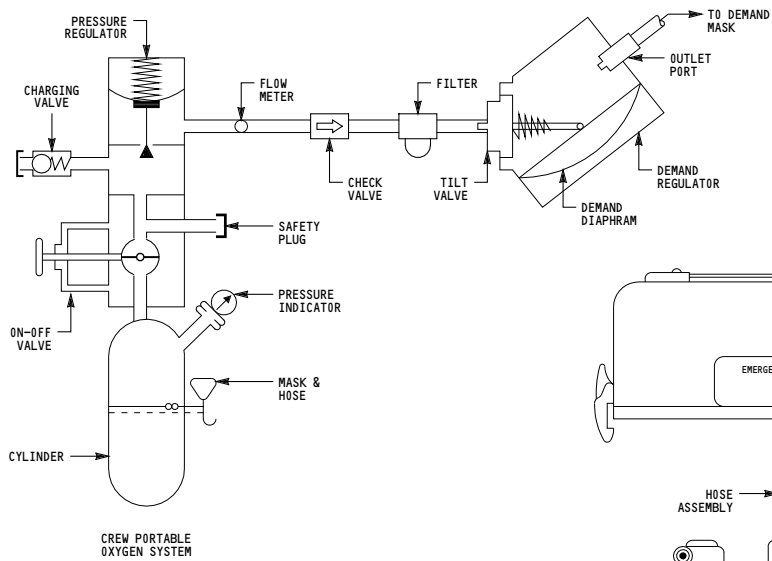 PRESSURE
REGULATOR
CHARGING
VALVE
FLOW
METER
FILTER
TO DEMAND
MASK
OUTLET
PORT
CHECK
VALVE
TILT
VALVE
DEMAND
REGULATOR
DEMAND
DIAPHRAM
SAFETY
PLUG
ON-OFF
VALVE
PRESSURE
INDICATOR
MASK &
HOSE
CYLINDER
CREW PORTABLE
OXYGEN SYSTEM
EMERGE
HOSE
ASSEMBLY